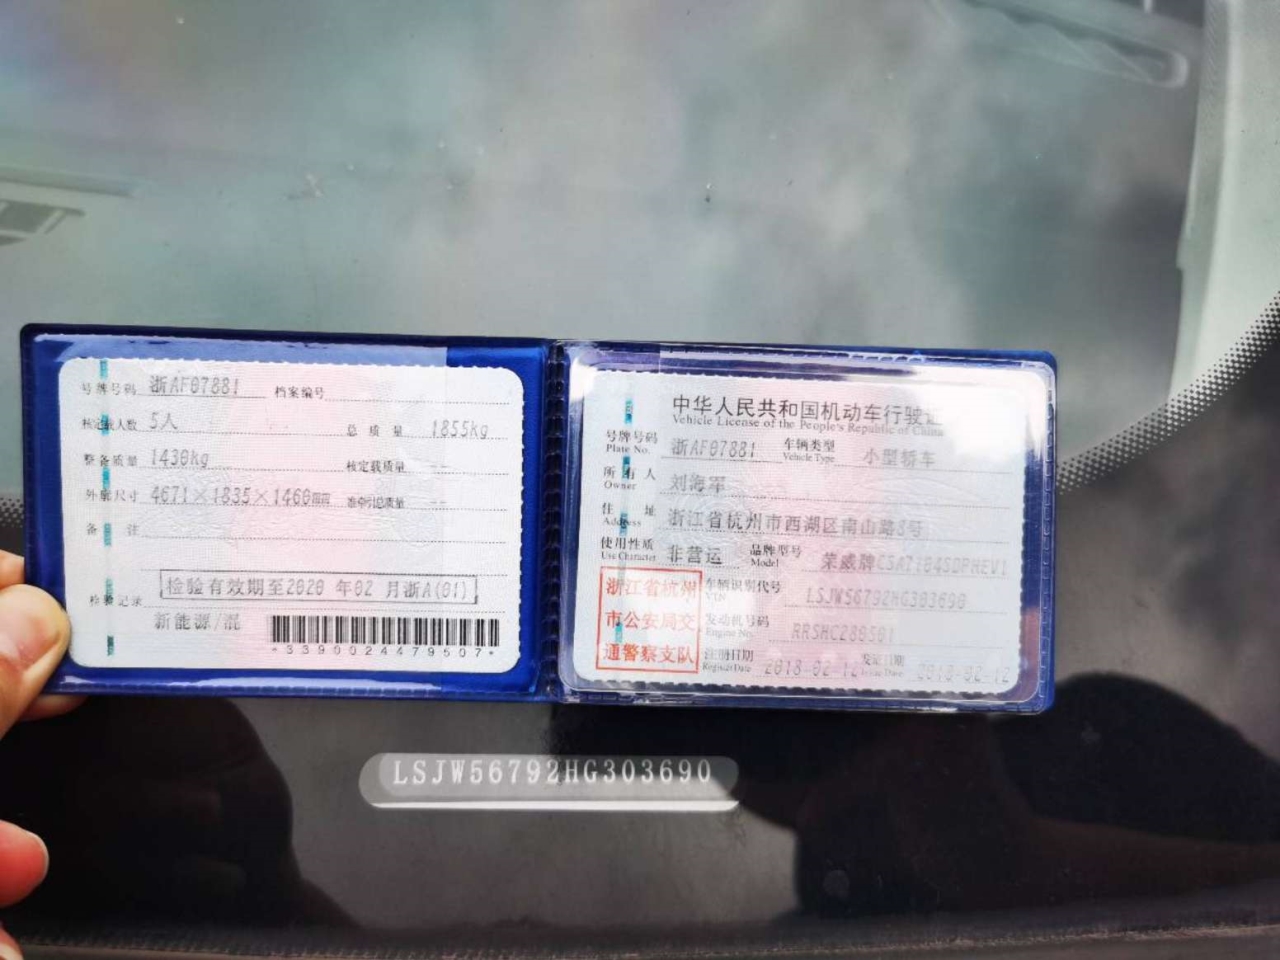 号牌号码 浙AF07881 档案编号
核定载人数 5人 总质量 1855kg
整备质量 1430kg 核定载质量 --
外廓尺寸 4671×1835×1460 准牵引总质量 --
备注
检验记录 检验有效期至2020 年02 月浙A(01)
新能源/混
*3390024479507*
中华人民共和国机动车行驶证
Vehicle License of the People's Republic of China
号牌号码 Plate No. 浙AF07881 车辆类型 Vehicle Type 小型轿车
所有人 Owner 刘海军
住址 Address 浙江省杭州市西湖区南山路8号
使用性质 Use Character 非营运 品牌型号 Model 荣威牌CSA7104SDPHEV1
浙江省杭州
市公安局交
通警察支队
车辆识别代号 VIN LSJW56792HG303690
发动机号码 Engine No.
注册日期 Register Date 2018-02-12 发证日期 Issue Date 2018-02-12
LSJW56792HG303690